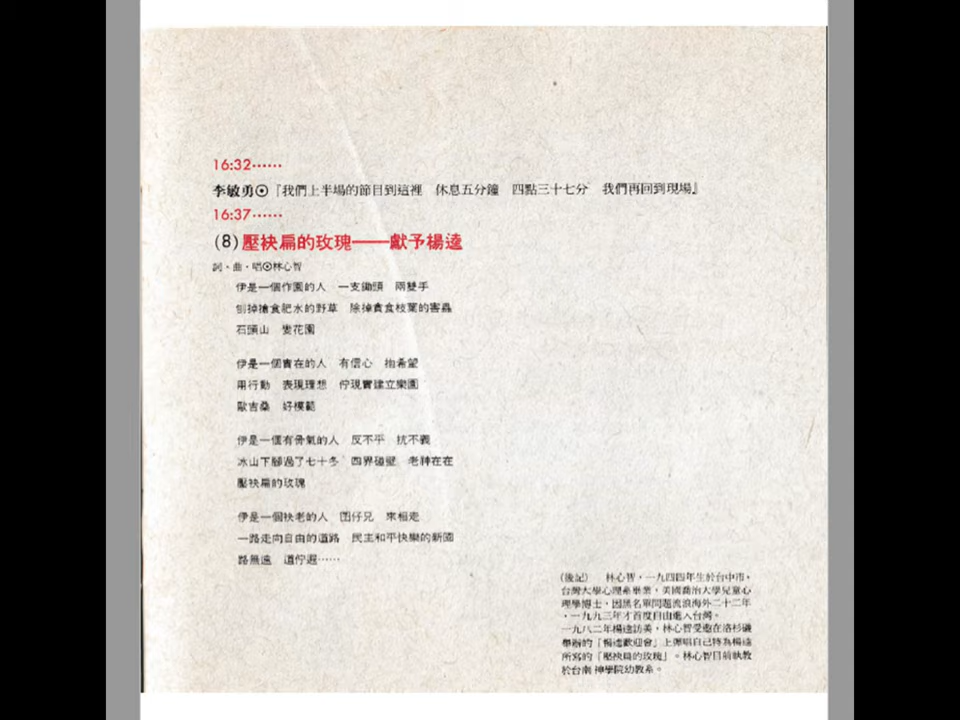 16:32……
李敏勇⊙『我們上半場的節目到這裡　休息五分鐘　四點三十七分　我們再回到現場』
16:37……
(8)壓袂扁的玫瑰——獻予楊逵
詞、曲、唱⊙林心智
伊是一個作園的人　一支鋤頭　兩雙手
刨掉搶食肥水的野草　除掉貪食枝葉的害蟲
石頭山　變花園
伊是一個實在的人　有信心　抱希望
用行動　表現理想　佇現實建立樂園
歐吉桑　好模範
伊是一個有骨氣的人　反不平　抗不義
冰山下腳過了七十冬　四界碰壁　老神在在
壓袂扁的玫瑰
伊是一個袂老的人　囝仔兄　來相走
一路走向自由的道路　民主和平快樂的新園
路無遠　道佇遐……
(後記)　林心智，一九四四年生於台中市。
台灣大學心理系畢業，美國喬治大學兒童心
理學博士，因黑名單問題流浪海外二十二年
，一九九三年才首度自由進入台灣。
一九八二年楊逵訪美，林心智受邀在洛杉磯
舉辦的「楊逵歡迎會」上彈唱自己特為楊逵
所寫的「壓袂扁的玫瑰」。林心智目前執教
於台南神學院幼教系。